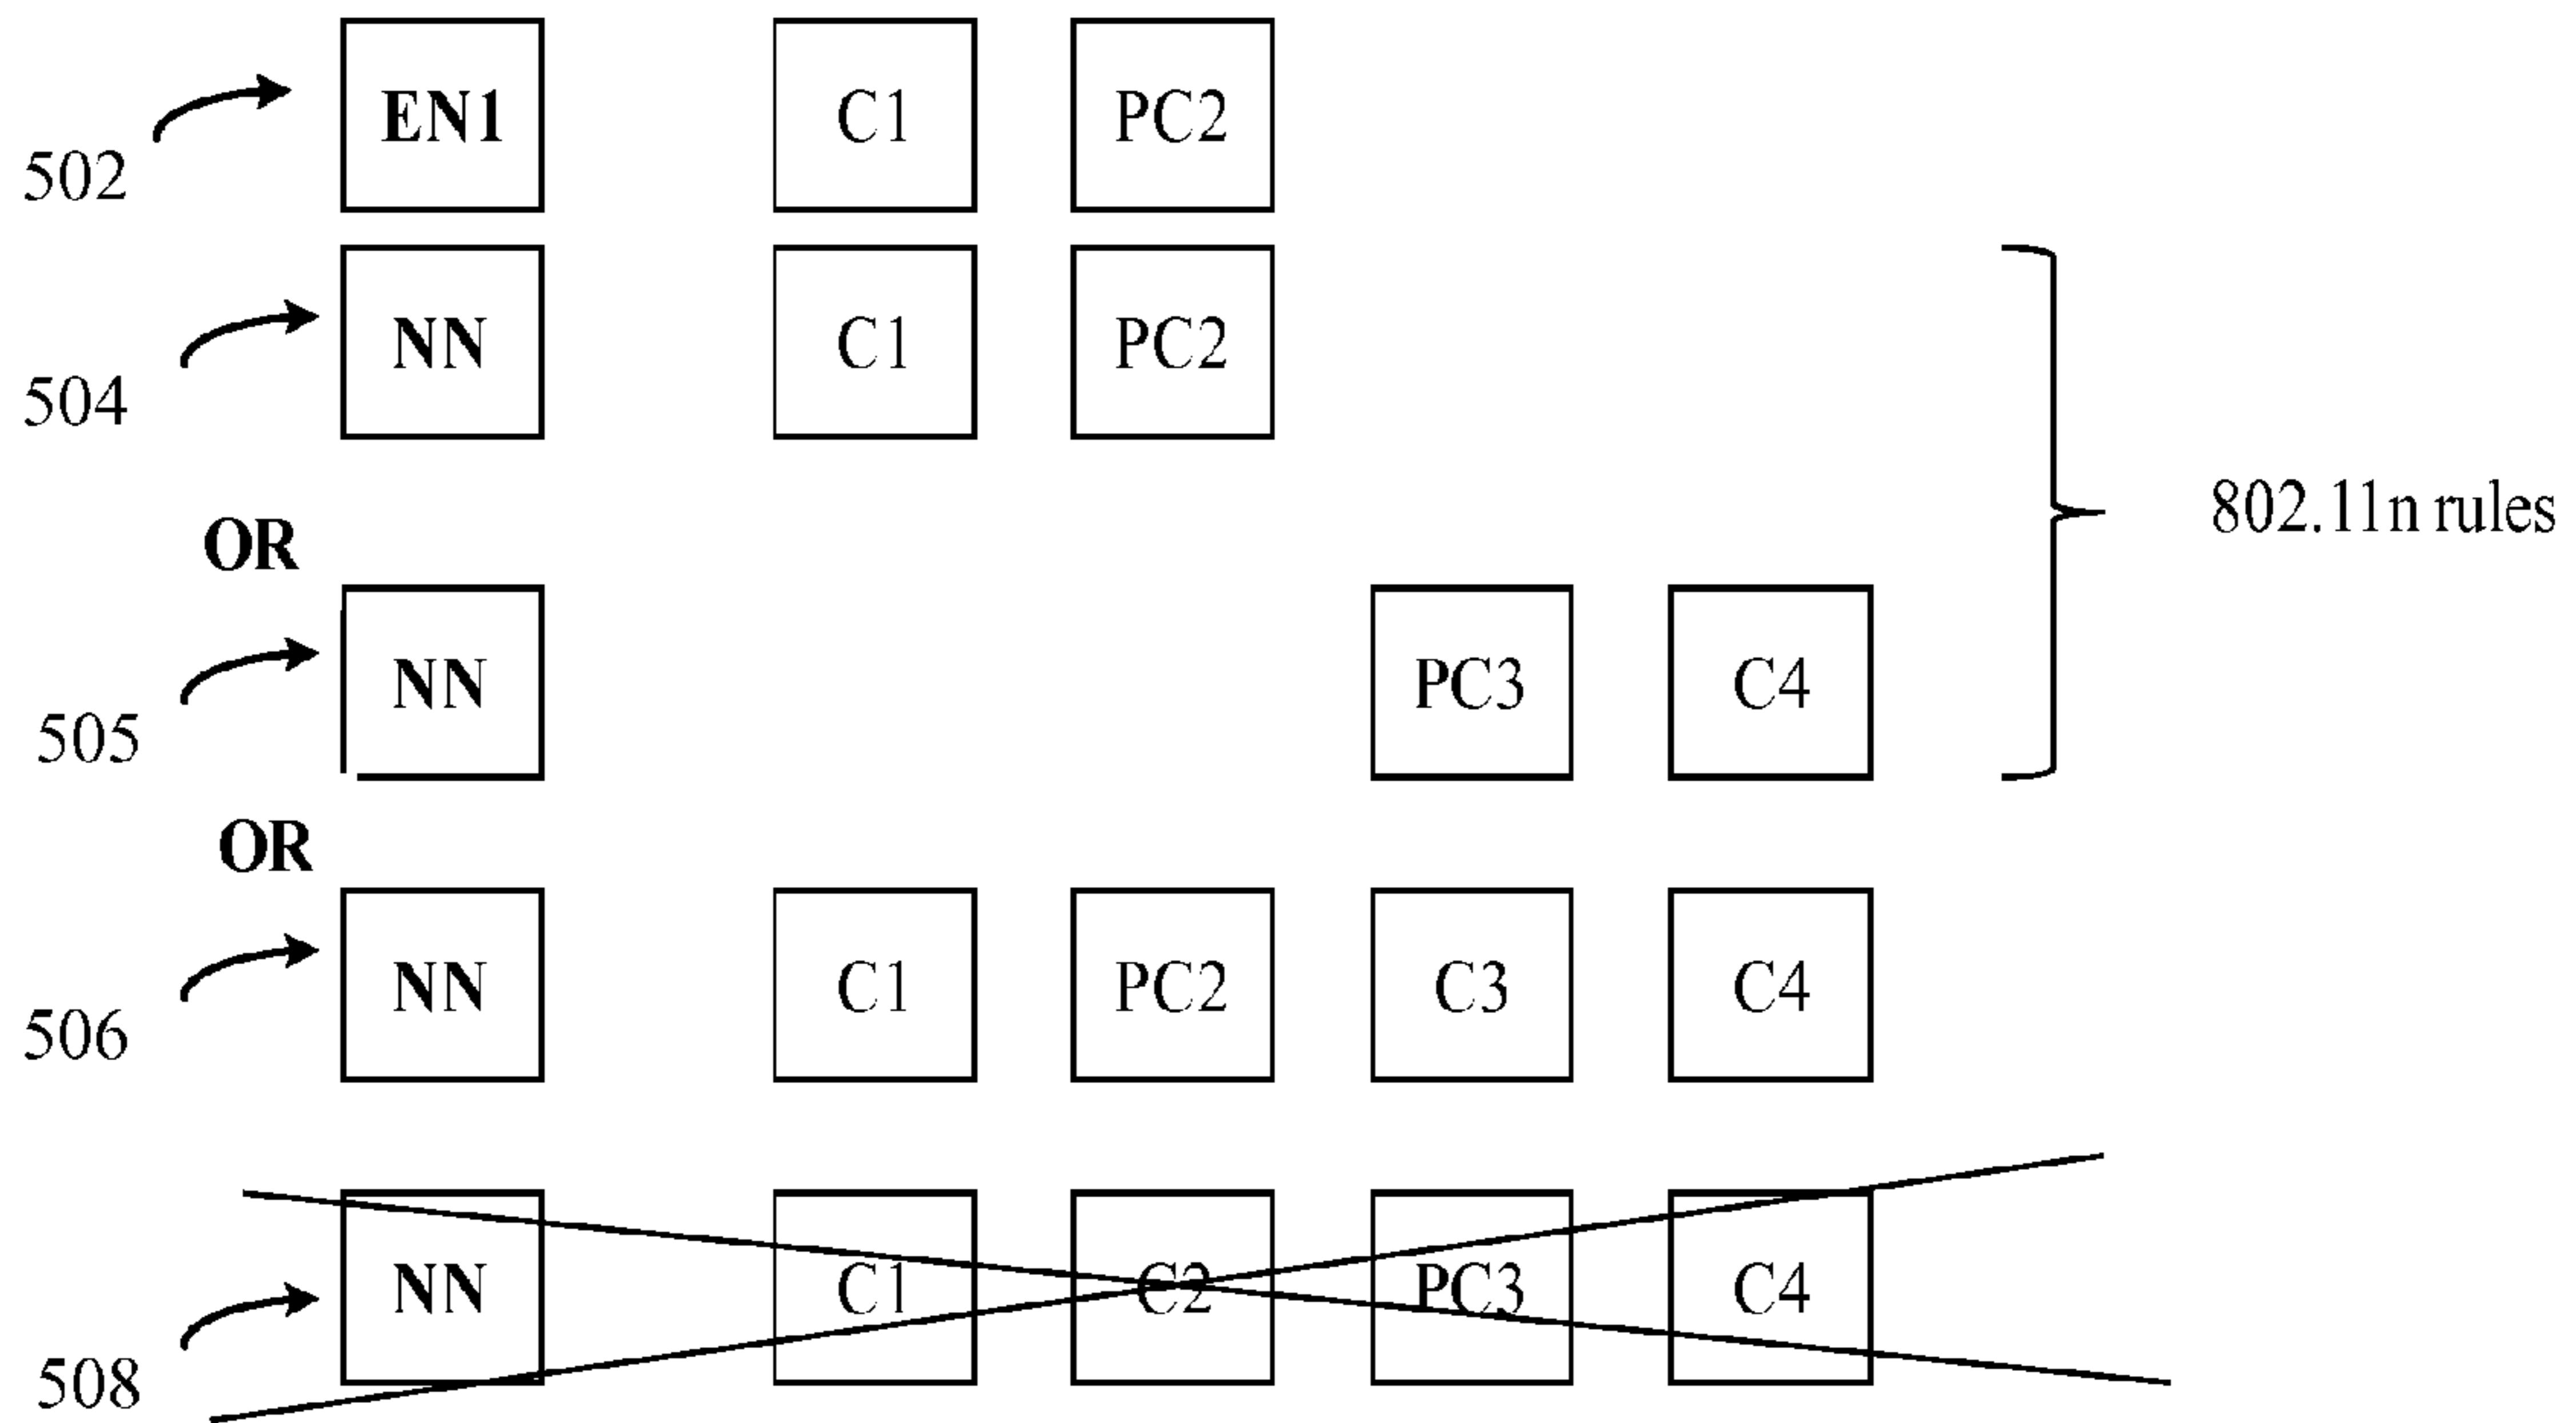 EN1 C1 PC2
502
NN C1 PC2
504
802.11n rules
OR
NN PC3 C4
505
OR
NN C1 PC2 C3 C4
506
NN C1 C2 PC3 C4
508